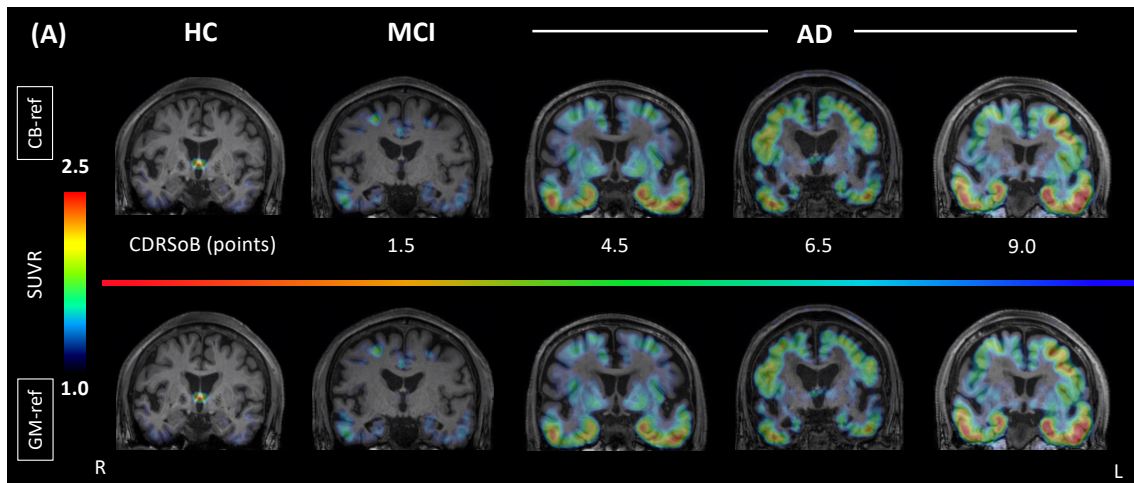 (A)
HC
MCI
AD
CB-ref
2.5
CDRSoB (points)
1.5
4.5
6.5
9.0
SUVR
1.0
GM-ref
R
L